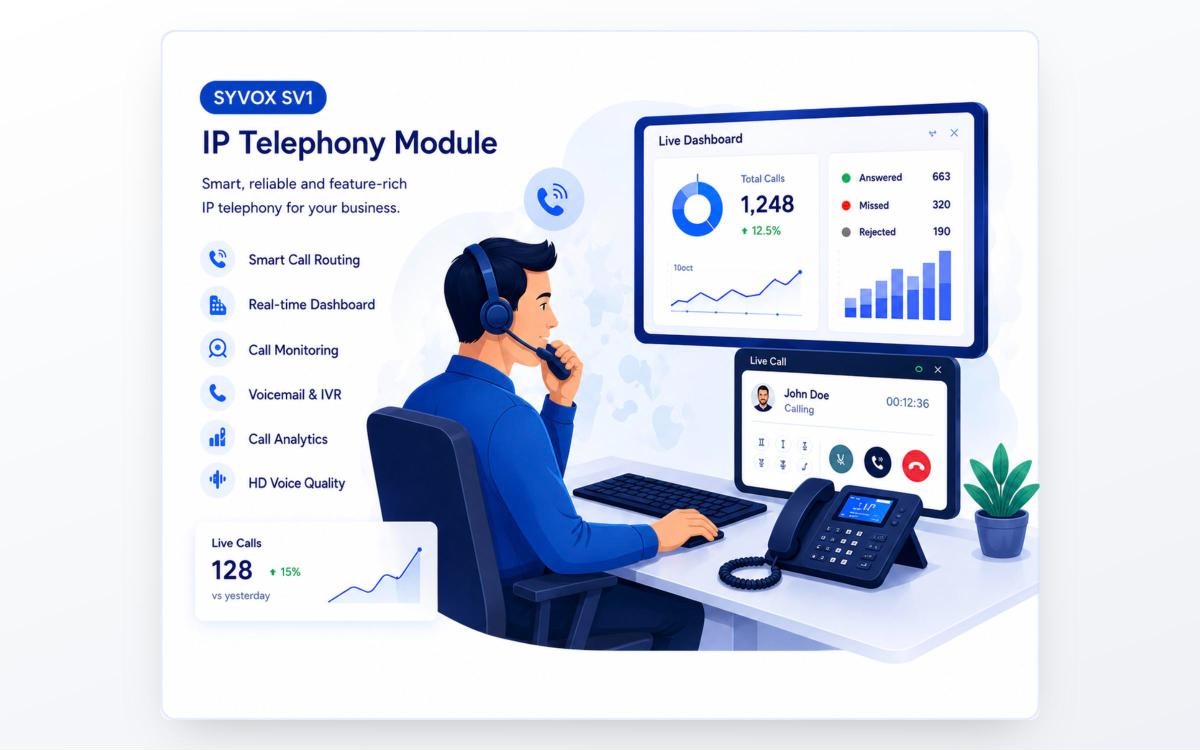 SYVOX SV1
IP Telephony Module
Smart, reliable and feature-rich
IP telephony for your business.
Smart Call Routing
Real-time Dashboard
Call Monitoring
Voicemail & IVR
Call Analytics
HD Voice Quality
Live Calls
128
15%
vs yesterday
Live Dashboard
Total Calls
1,248
12.5%
10oct
Answered 663
Missed 320
Rejected 190
Live Call
John Doe
Calling
00:12:36